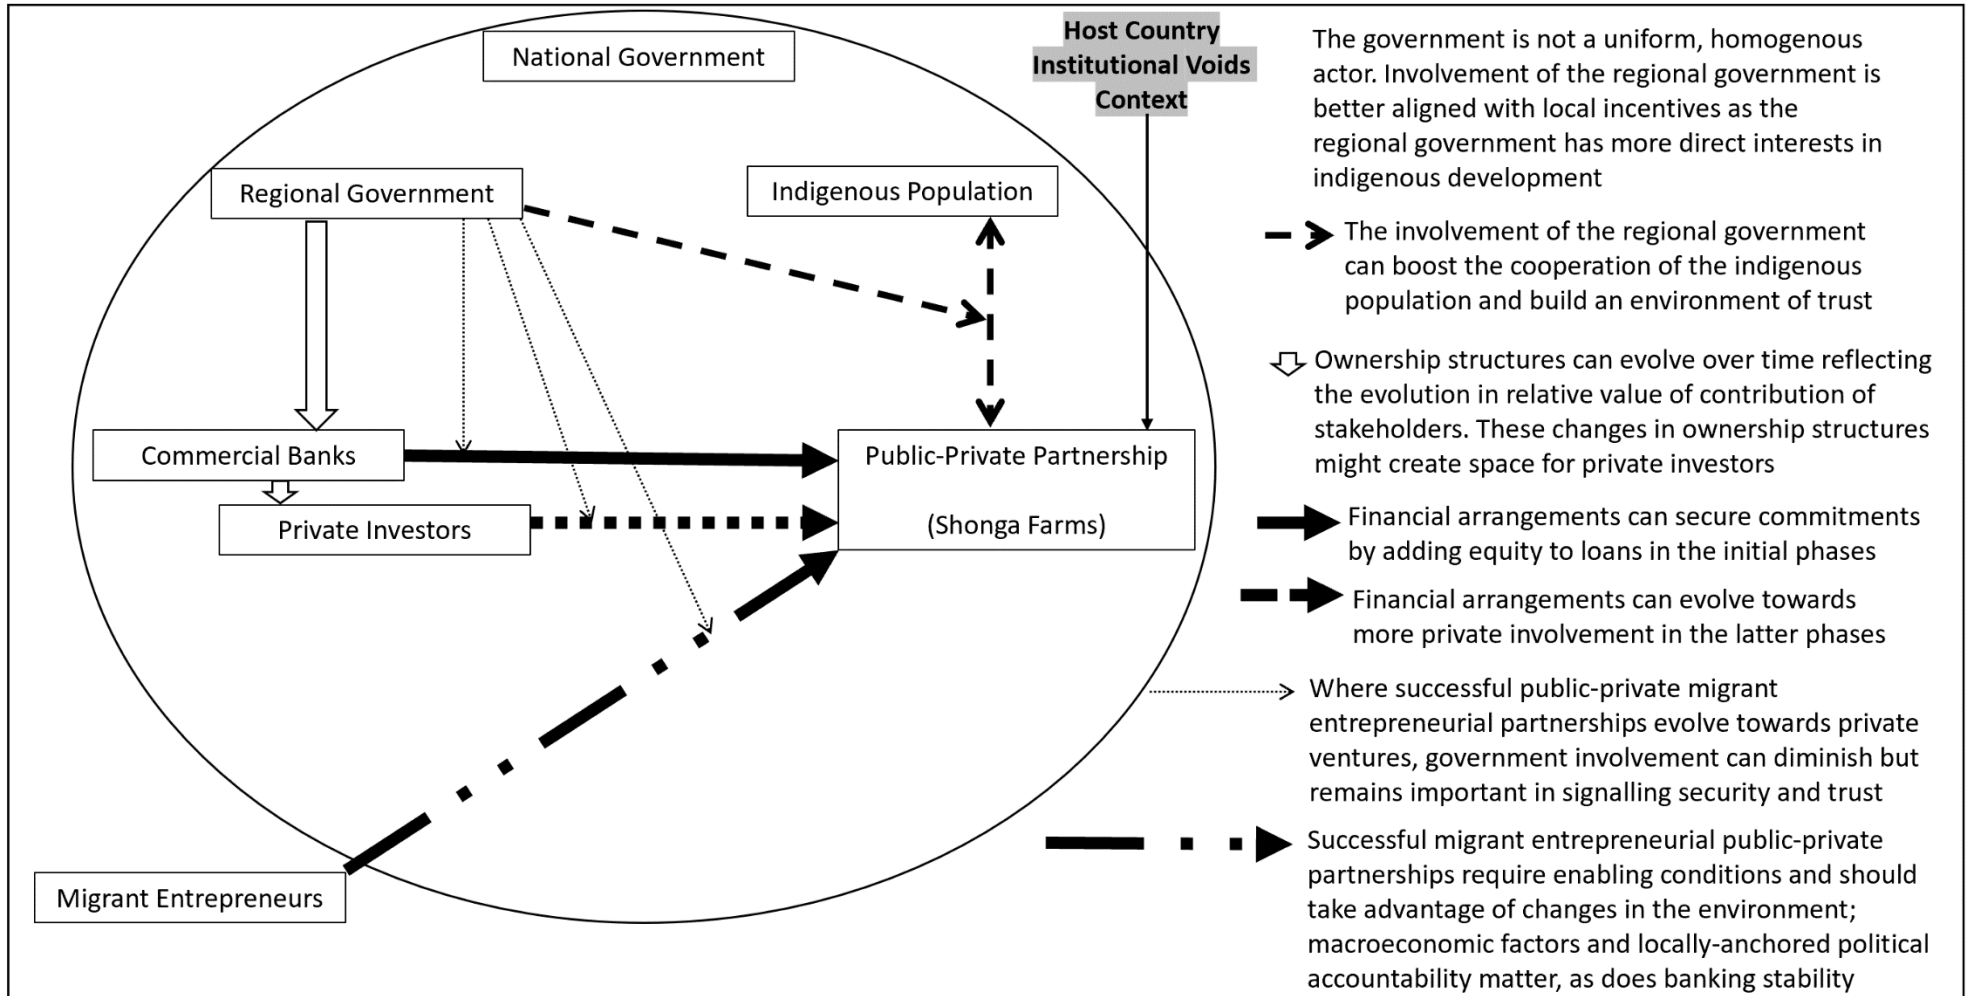 National Government
Host Country
Institutional Voids
Context
Regional Government
Indigenous Population
Commercial Banks
Private Investors
Public-Private Partnership
(Shonga Farms)
Migrant Entrepreneurs
The government is not a uniform, homogenous
actor. Involvement of the regional government is
better aligned with local incentives as the
regional government has more direct interests in
indigenous development
The involvement of the regional government
can boost the cooperation of the indigenous
population and build an environment of trust
Ownership structures can evolve over time reflecting
the evolution in relative value of contribution of
stakeholders. These changes in ownership structures
might create space for private investors
Financial arrangements can secure commitments
by adding equity to loans in the initial phases
Financial arrangements can evolve towards
more private involvement in the latter phases
Where successful public-private migrant
entrepreneurial partnerships evolve towards private
ventures, government involvement can diminish but
remains important in signalling security and trust
Successful migrant entrepreneurial public-private
partnerships require enabling conditions and should
take advantage of changes in the environment;
macroeconomic factors and locally-anchored political
accountability matter, as does banking stability